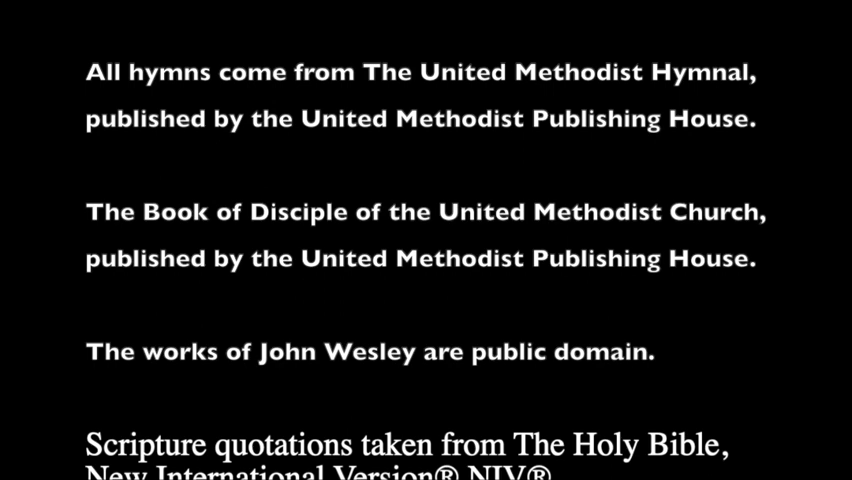 All hymns come from The United Methodist Hymnal,
published by the United Methodist Publishing House.
The Book of Disciple of the United Methodist Church,
published by the United Methodist Publishing House.
The works of John Wesley are public domain.
Scripture quotations taken from The Holy Bible,
New International Version® NIV®